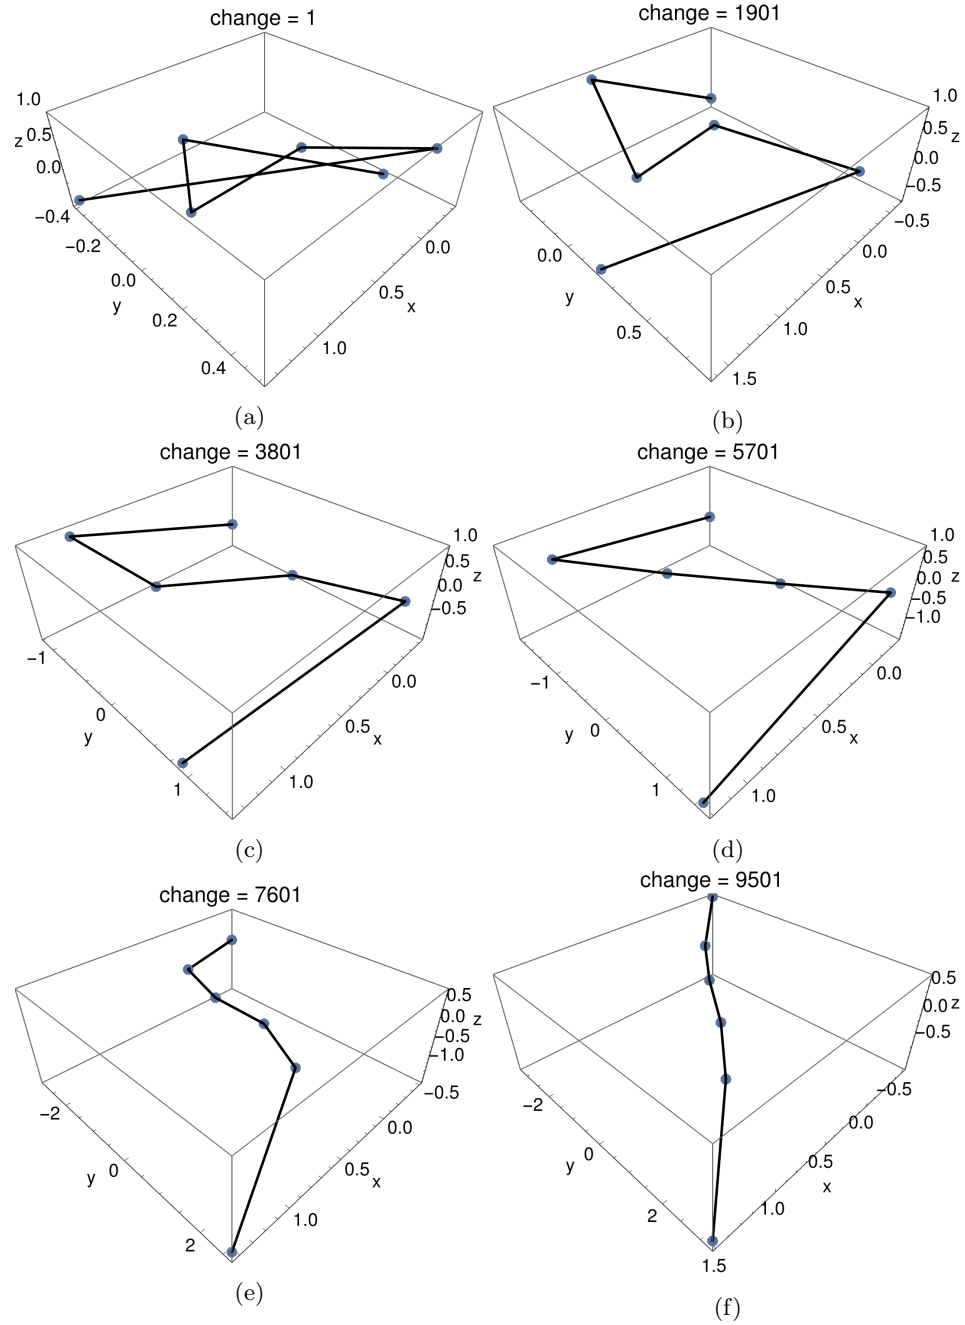 change = 1
1.0
z 0.5
0.0
−0.4
−0.2
0.0
y
0.2
0.4
0.0
0.5
x
1.0
(a)
change = 1901
1.0
0.5 z
0.0
−0.5
−0.5
0.0
0.0
y
0.5
0.5
x
1.0
1.5
(b)
change = 3801
1.0
0.5
z
0.0
−0.5
−1
0
y
1
0.0
0.5
x
1.0
(c)
change = 5701
1.0
0.5
0.0 z
−0.5
−1.0
−1
0
y
1
0.0
0.5
x
1.0
(d)
change = 7601
0.5
0.0 z
−0.5
−1.0
−0.5
−2
0
y
2
0.0
0.5
x
1.0
(e)
change = 9501
0.5
0.0 z
−0.5
−0.5
−2
0
y
2
0.0
0.5
x
1.0
1.5
(f)